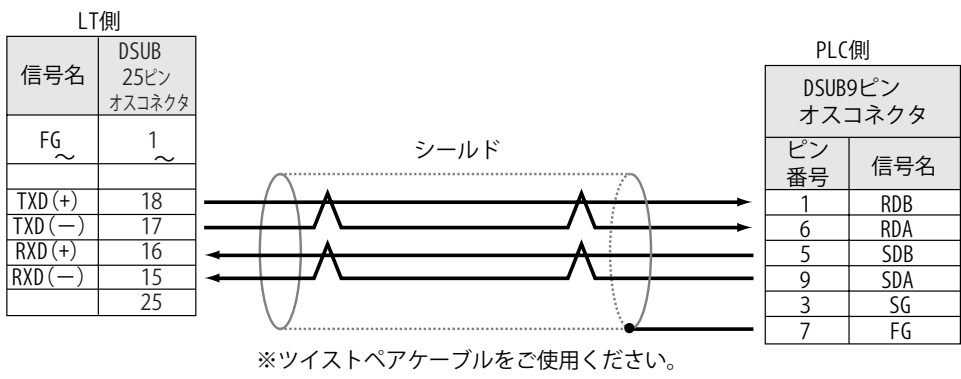 LT側
信号名
DSUB
25ピン
オスコネクタ
FG
1
～
～
TXD(+)
18
TXD(－)
17
RXD(+)
16
RXD(－)
15
25
シールド
PLC側
DSUB9ピン
オスコネクタ
ピン
番号
信号名
1
RDB
6
RDA
5
SDB
9
SDA
3
SG
7
FG
※ツイストペアケーブルをご使用ください。